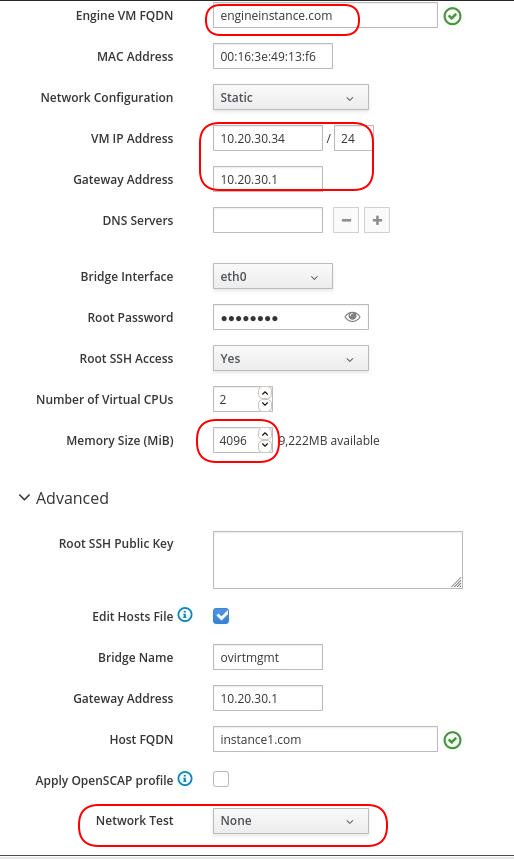 Engine VM FQDN engineinstance.com
MAC Address 00:16:3e:49:13:f6
Network Configuration Static
VM IP Address 10.20.30.34 / 24
Gateway Address 10.20.30.1
DNS Servers
Bridge Interface eth0
Root Password ••••••••
Root SSH Access Yes
Number of Virtual CPUs 2
Memory Size (MiB) 4096 9,222MB available
Advanced
Root SSH Public Key
Edit Hosts File
Bridge Name ovirtmgmt
Gateway Address 10.20.30.1
Host FQDN instance1.com
Apply OpenSCAP profile
Network Test None